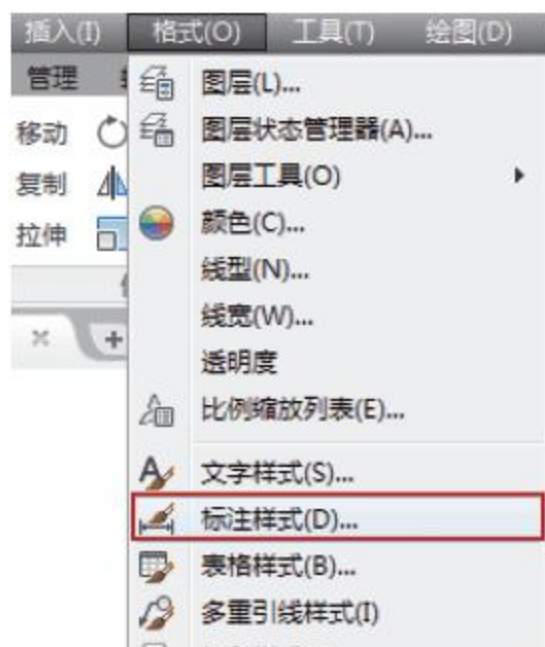 插入(I) 格式(O) 工具(T) 绘图(D)
管理
图层(L)...
移动
图层状态管理器(A)...
复制
图层工具(O)
拉伸
颜色(C)...
线型(N)...
线宽(W)...
透明度
比例缩放列表(E)...
文字样式(S)...
标注样式(D)...
表格样式(B)...
多重引线样式(I)